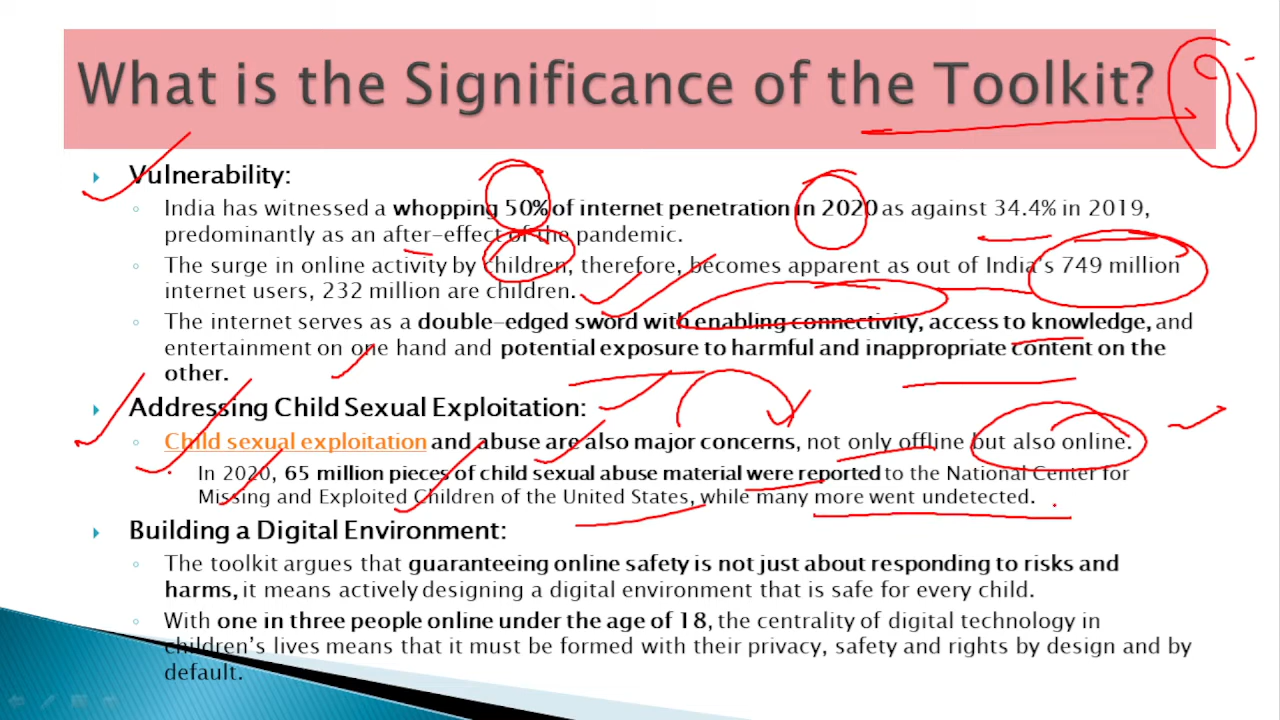 What is the Significance of the Toolkit?
Vulnerability:
India has witnessed a whopping 50% of internet penetration in 2020 as against 34.4% in 2019,
predominantly as an after-effect of the pandemic.
The surge in online activity by children, therefore, becomes apparent as out of India's 749 million
internet users, 232 million are children.
The internet serves as a double-edged sword with enabling connectivity, access to knowledge, and
entertainment on one hand and potential exposure to harmful and inappropriate content on the
other.
Addressing Child Sexual Exploitation:
Child sexual exploitation and abuse are also major concerns, not only offline but also online.
In 2020, 65 million pieces of child sexual abuse material were reported to the National Center for
Missing and Exploited Children of the United States, while many more went undetected.
Building a Digital Environment:
The toolkit argues that guaranteeing online safety is not just about responding to risks and
harms, it means actively designing a digital environment that is safe for every child.
With one in three people online under the age of 18, the centrality of digital technology in
children's lives means that it must be formed with their privacy, safety and rights by design and by
default.